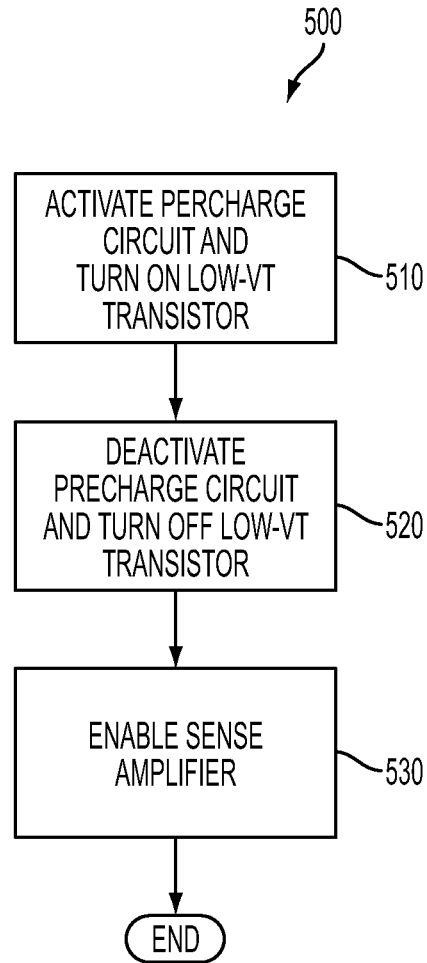 500
ACTIVATE PERCHARGE
CIRCUIT AND
TURN ON LOW-VT
TRANSISTOR
510
DEACTIVATE
PRECHARGE CIRCUIT
AND TURN OFF LOW-VT
TRANSISTOR
520
ENABLE SENSE
AMPLIFIER
530
END